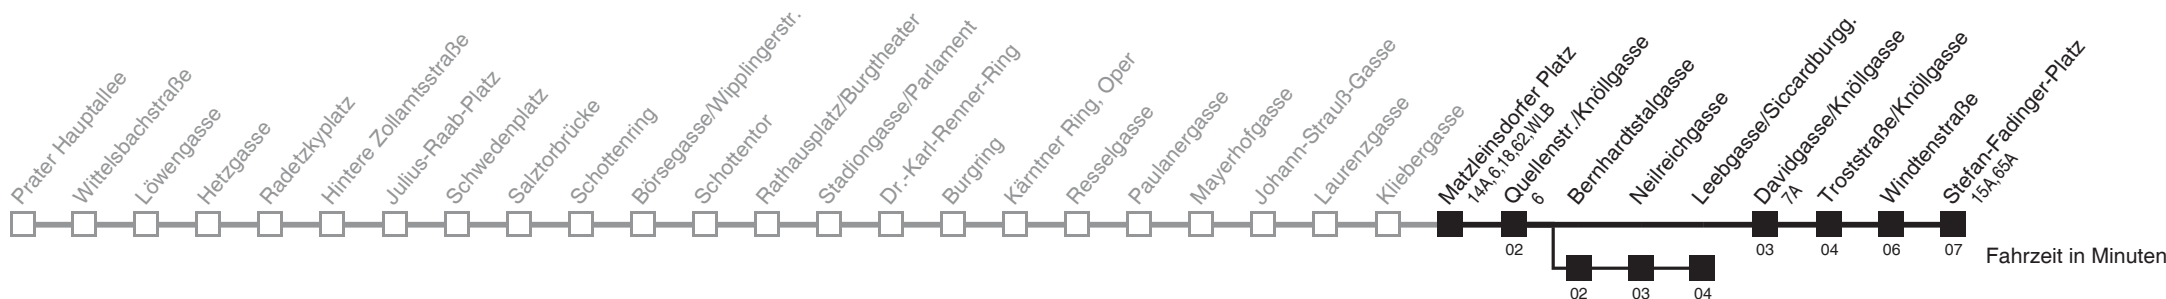 Prater Hauptallee
Wittelsbachstraße
Löwengasse
Hetzgasse
Radetzkyplatz
Hintere Zollamtsstraße
Julius-Raab-Platz
Schwedenplatz
Salztorbrücke
Schottenring
Börsegasse/Wipplingerstr.
Schottentor
Rathausplatz/Burgtheater
Stadiongasse/Parlament
Dr.-Karl-Renner-Ring
Burgring
Kärntner Ring, Oper
Resselgasse
Paulanergasse
Mayerhofgasse
Johann-Strauß-Gasse
Laurenzgasse
Kliebergasse
Matzleinsdorfer Platz
14A,6,18,62,WLB
Quellenstr./Knöllgasse
6
Bernhardtstalgasse
Neilreichgasse
Leebgasse/Siccardburgg.
Davidgasse/Knöllgasse
7A
Troststraße/Knöllgasse
Windtenstraße
Stefan-Fadinger-Platz
15A,65A
02
03
04
06
07
Fahrzeit in Minuten
02
03
04